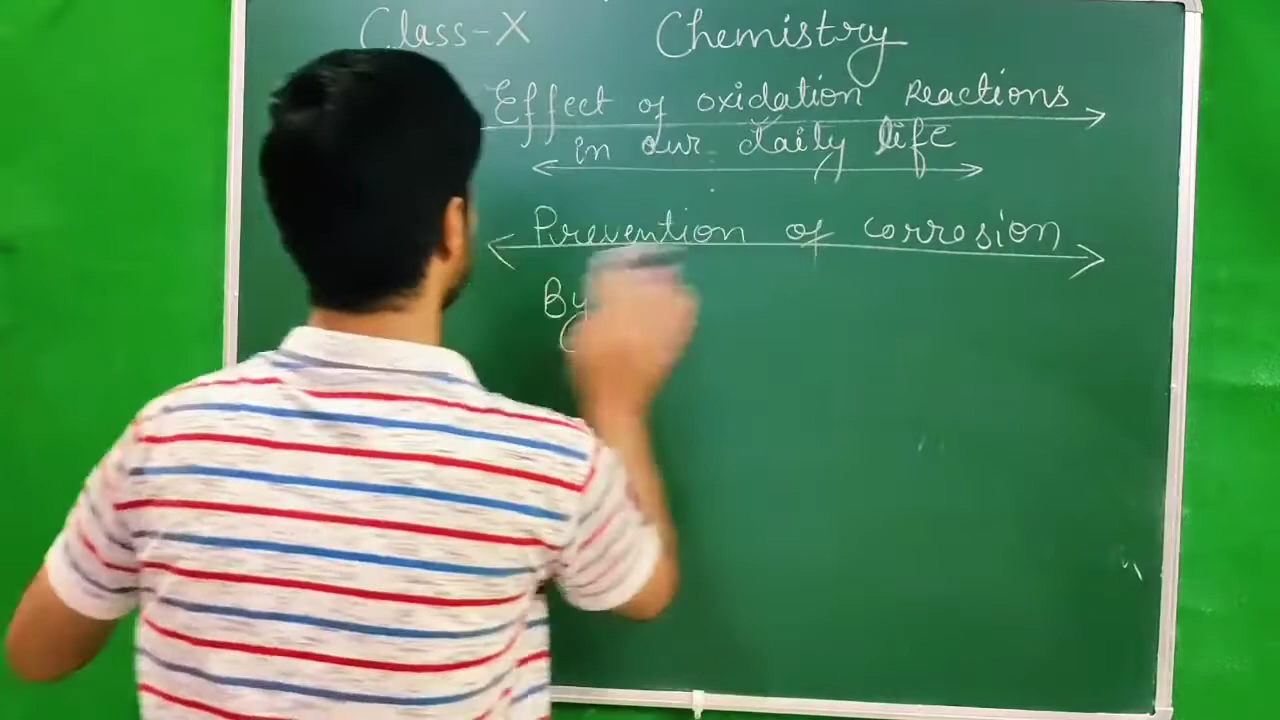 Class-X Chemistry
Effect of oxidation Reactions
in our daily life
Prevention of corrosion
By